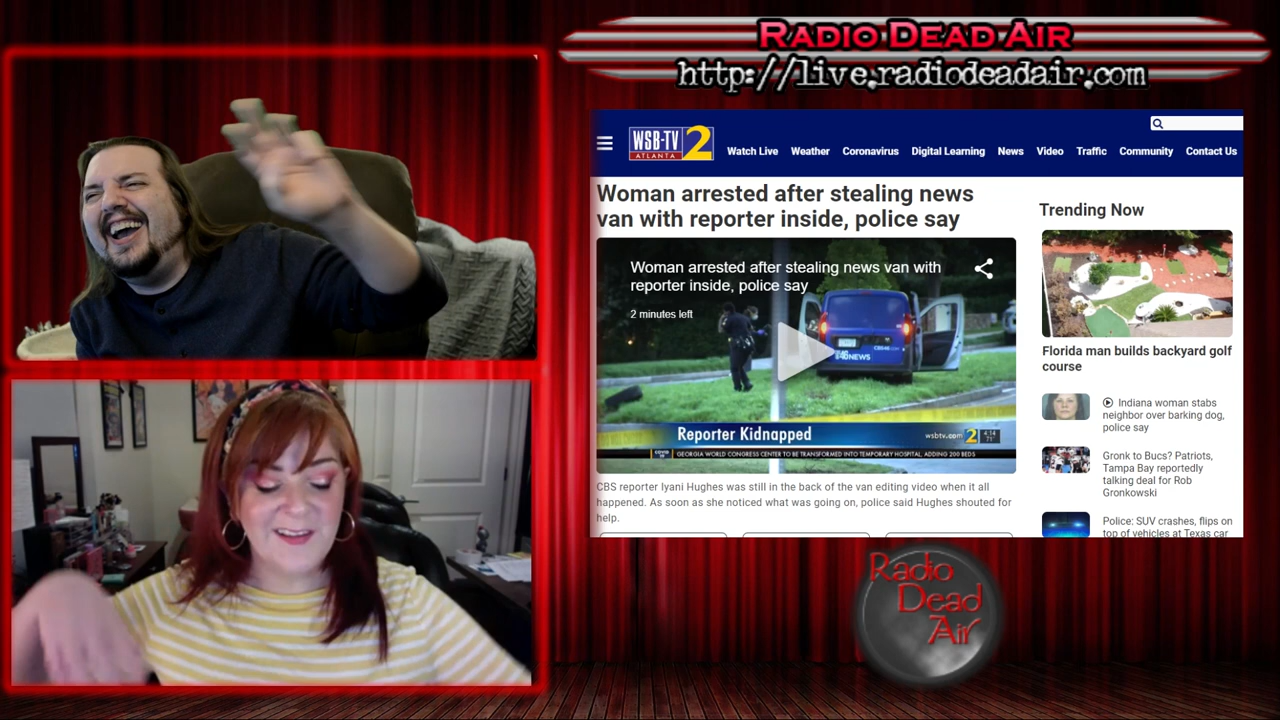 Radio Dead Air
http://live.radiodeadair.com
WSB-TV 2
ATLANTA
Watch Live Weather Coronavirus Digital Learning News Video Traffic Community Contact Us
Woman arrested after stealing news
van with reporter inside, police say
Woman arrested after stealing news van with
reporter inside, police say
2 minutes left
46NEWS
Reporter Kidnapped
wsbtv.com 2 4:14
71°
COVID
19
GEORGIA WORLD CONGRESS CENTER TO BE TRANSFORMED INTO TEMPORARY HOSPITAL, ADDING 200 BEDS
CBS reporter Iyani Hughes was still in the back of the van editing video when it all
happened. As soon as she noticed what was going on, police said Hughes shouted for
help.
Trending Now
Florida man builds backyard golf
course
Indiana woman stabs
neighbor over barking dog,
police say
Gronk to Bucs? Patriots,
Tampa Bay reportedly
talking deal for Rob
Gronkowski
Police: SUV crashes, flips on
top of vehicles at Texas car
Radio
Dead
Air